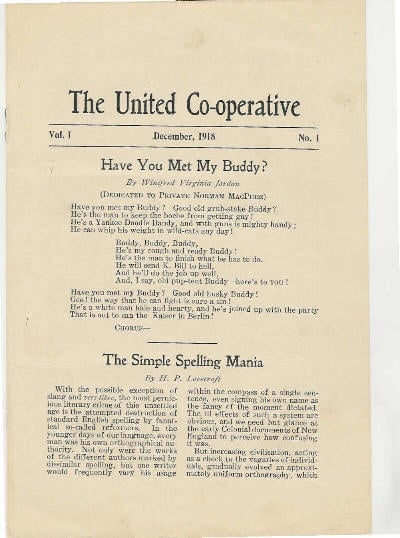 The United Co-operative
Vol. I December, 1918 No. 1
Have You Met My Buddy?
By Winifred Virginia Jordan
(DEDICATED TO PRIVATE NORMAN MACPHIE)
Have you met my Buddy? Good old grub-stake Buddy?
He's the man to keep the boche from getting gay!
He's a Yankee Doodle Dandy, and with guns is mighty handy;
He can whip his weight in wild-cats any day!
Buddy, Buddy, Buddy,
He's my rough and ready Buddy!
He's the man to finish what he has to do.
He will send K. Bill to hell,
And he'll do the job up well,
And, I say, old pup-tent Buddy—here's to YOU!
Have you met my Buddy? Good old husky Buddy!
Gee! the way that he can fight is sure a sin!
He's a white man hale and hearty, and he's joined up with the party
That is out to can the Kaiser in Berlin!
CHORUS—
The Simple Spelling Mania
By H. P. Lovecraft
With the possible exception of
slang and vers libre, the most pernic-
ious literary crime of this unsettled
age is the attempted destruction of
standard English spelling by fanat-
ical so-called reformers. In the
younger days of our language, every
man was his own orthographical au-
thority. Not only were the works
of the different authors marked by
dissimilar spelling, but one writer
would frequently vary his usage
within the compass of a single sen-
tence, even signing his own name as
the fancy of the moment dictated.
The ill effects of such a system are
obvious, and we need but glance at
the early Colonial documents of New
England to perceive how confusing
it was.
But increasing civilisation, acting
as a check to the vagaries of individ-
uals, gradually evolved an approxi-
mately uniform orthography, which